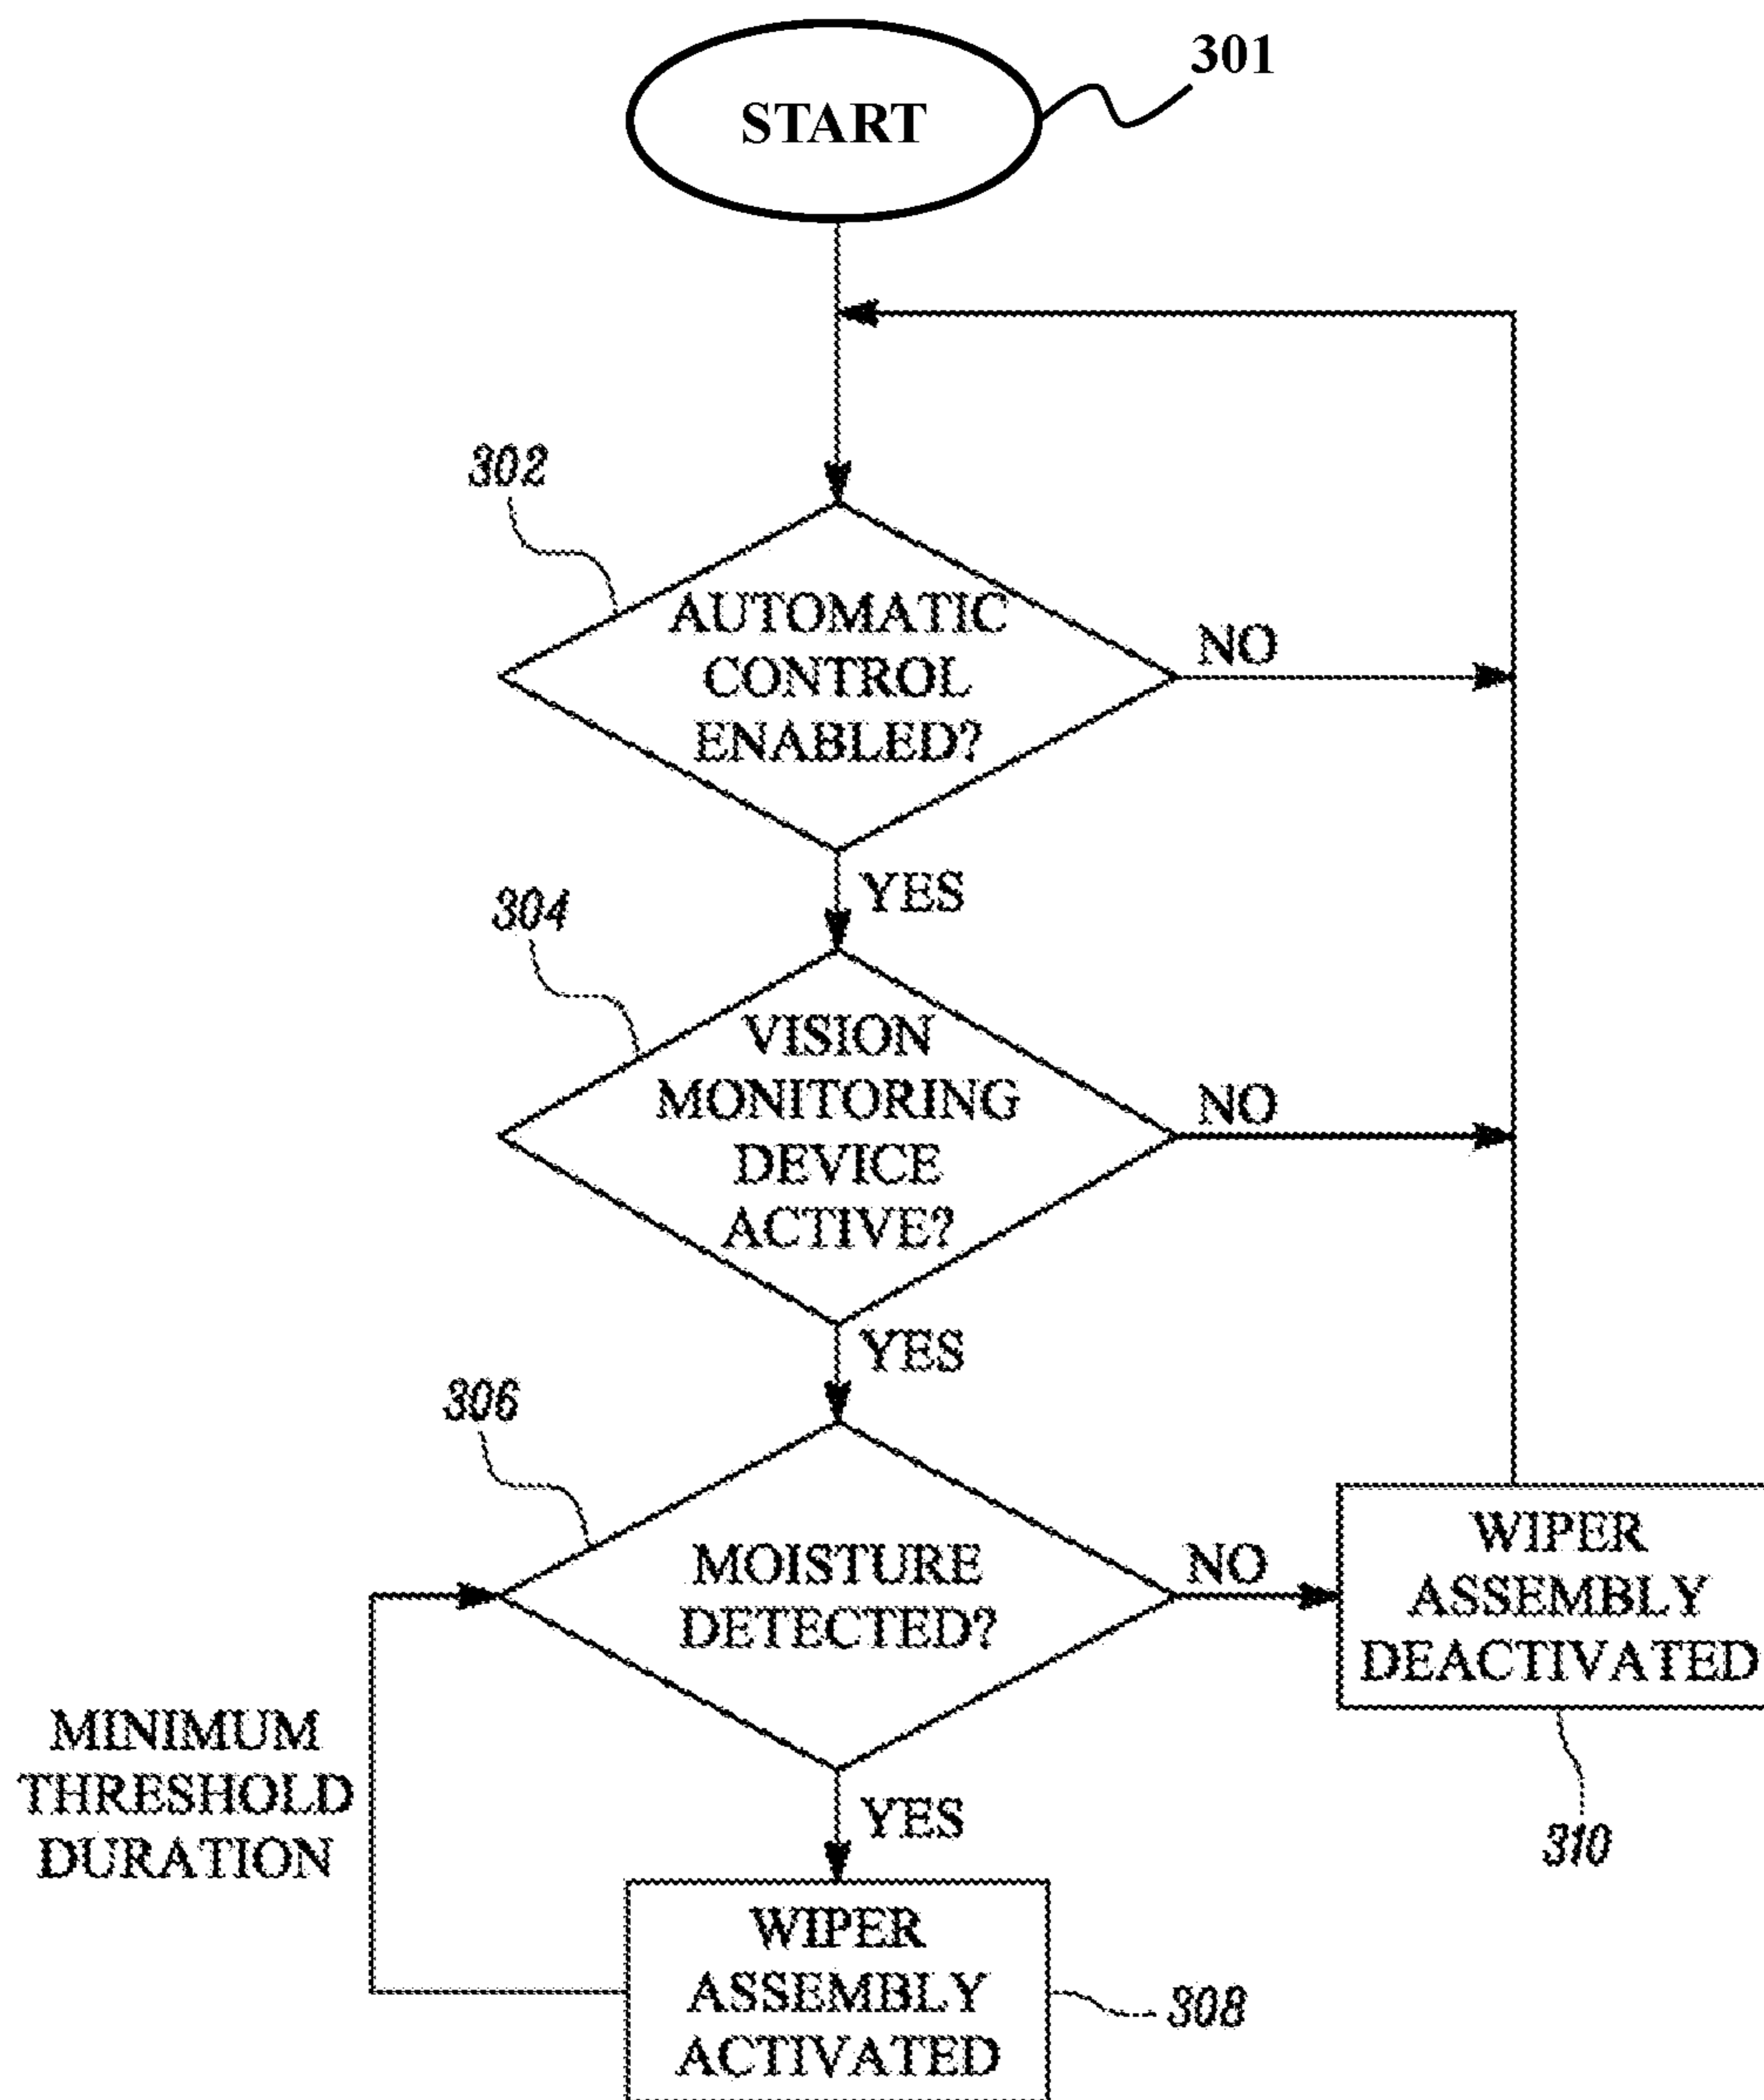 301
START
302
AUTOMATIC
CONTROL
ENABLED?
NO
YES
304
VISION
MONITORING
DEVICE
ACTIVE?
NO
YES
306
MOISTURE
DETECTED?
NO
WIPER
ASSEMBLY
DEACTIVATED
310
MINIMUM
THRESHOLD
DURATION
YES
WIPER
ASSEMBLY
ACTIVATED
308